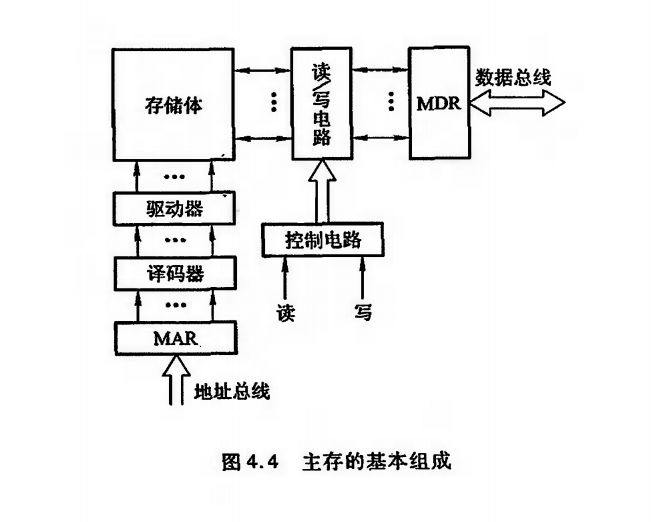 存储体
读/写电路
MDR
数据总线
驱动器
控制电路
译码器
读
写
MAR
地址总线
图4.4 主存的基本组成